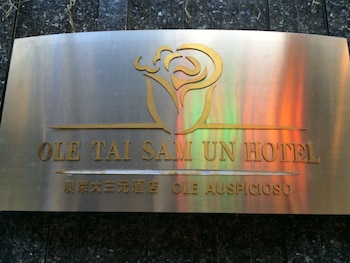 OLE TAI SAM UN HOTEL
澳萊大三元酒店 OLE AUSPICIOSO